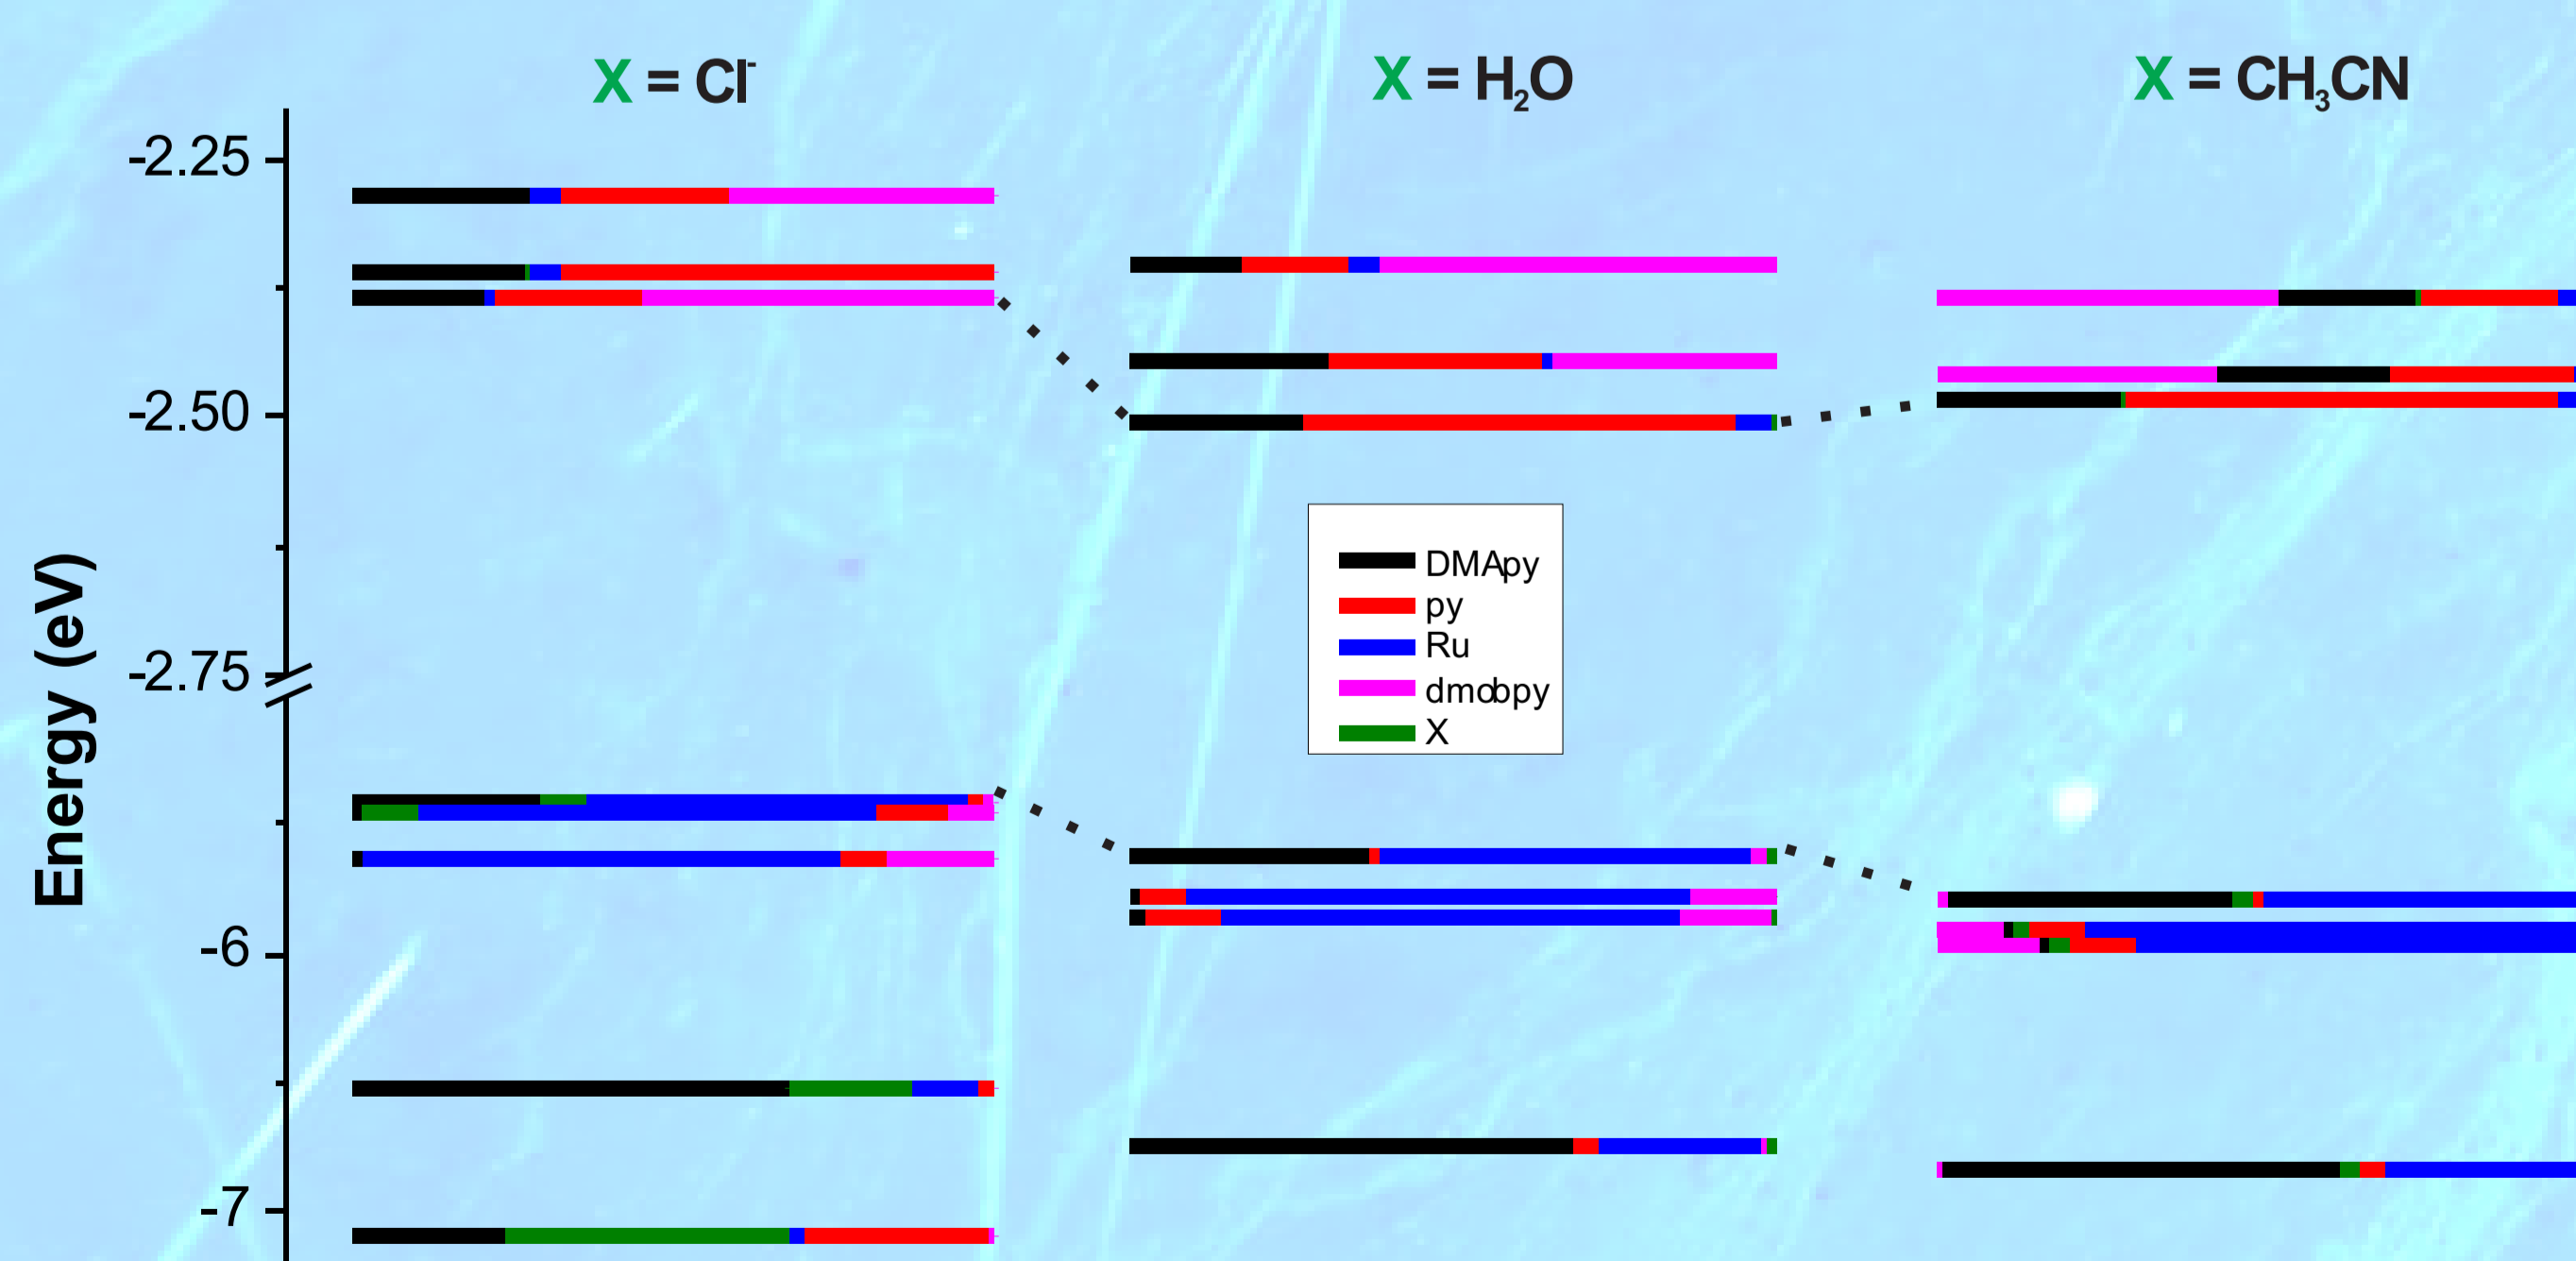 X = Cl⁻
X = H₂O
X = CH₃CN
-2.25
-2.50
-2.75
-6
-7
Energy (eV)
DMApy
py
Ru
dmobpy
X